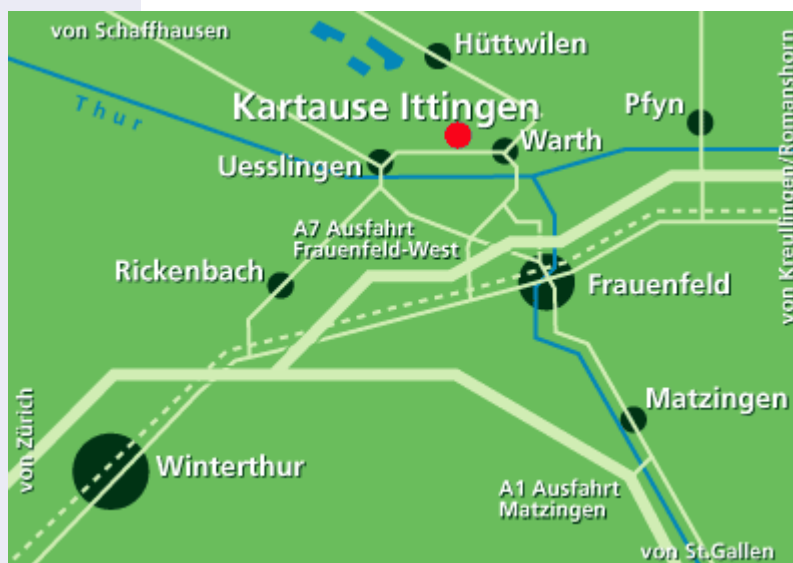 von Schaffhausen
Hüttwilen
Thur
Kartause Ittingen
Pfyn
Warth
Uesslingen
von Kreullingen/Romanshorn
A7 Ausfahrt
Frauenfeld-West
Rickenbach
Frauenfeld
von Zürich
Matzingen
Winterthur
A1 Ausfahrt
Matzingen
von St.Gallen